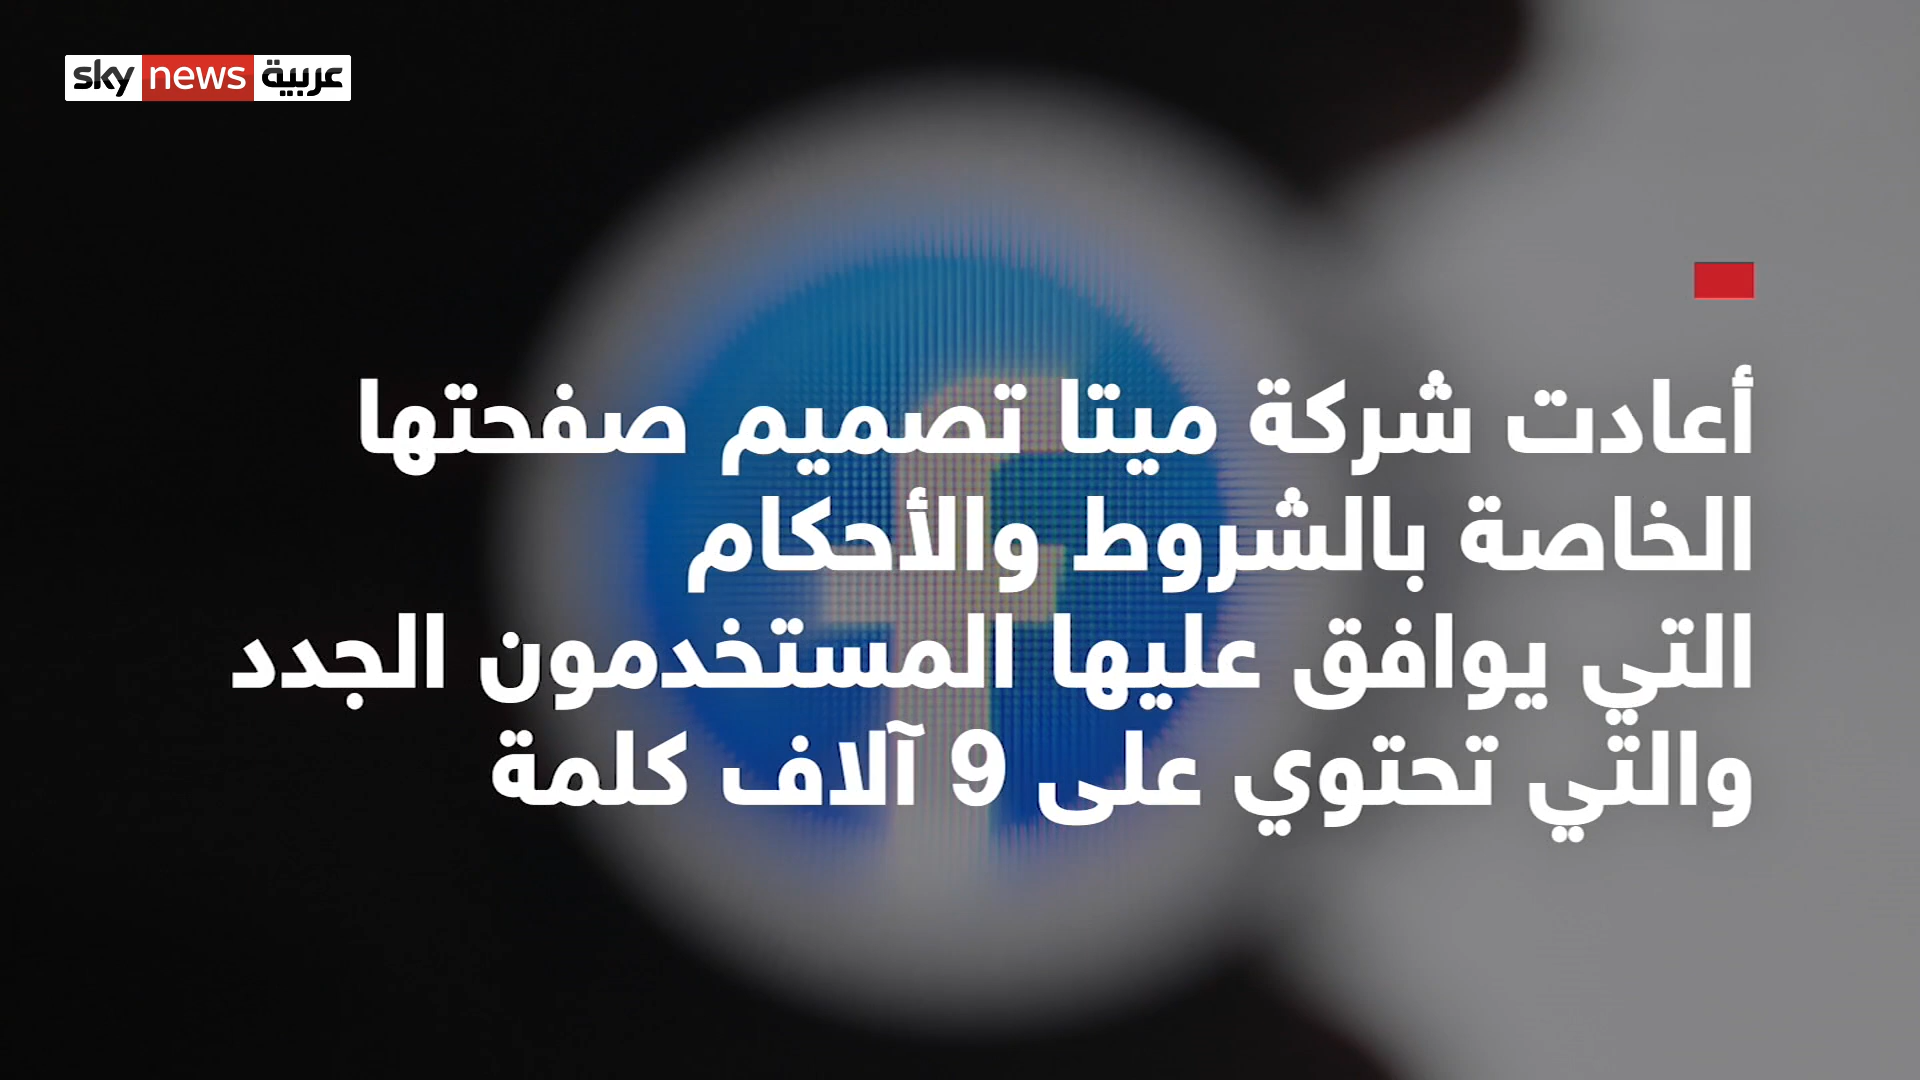 sky news عربية
أعادت شركة ميتا تصميم صفحتها
الخاصة بالشروط والأحكام
التي يوافق عليها المستخدمون الجدد
والتي تحتوي على 9 آلاف كلمة